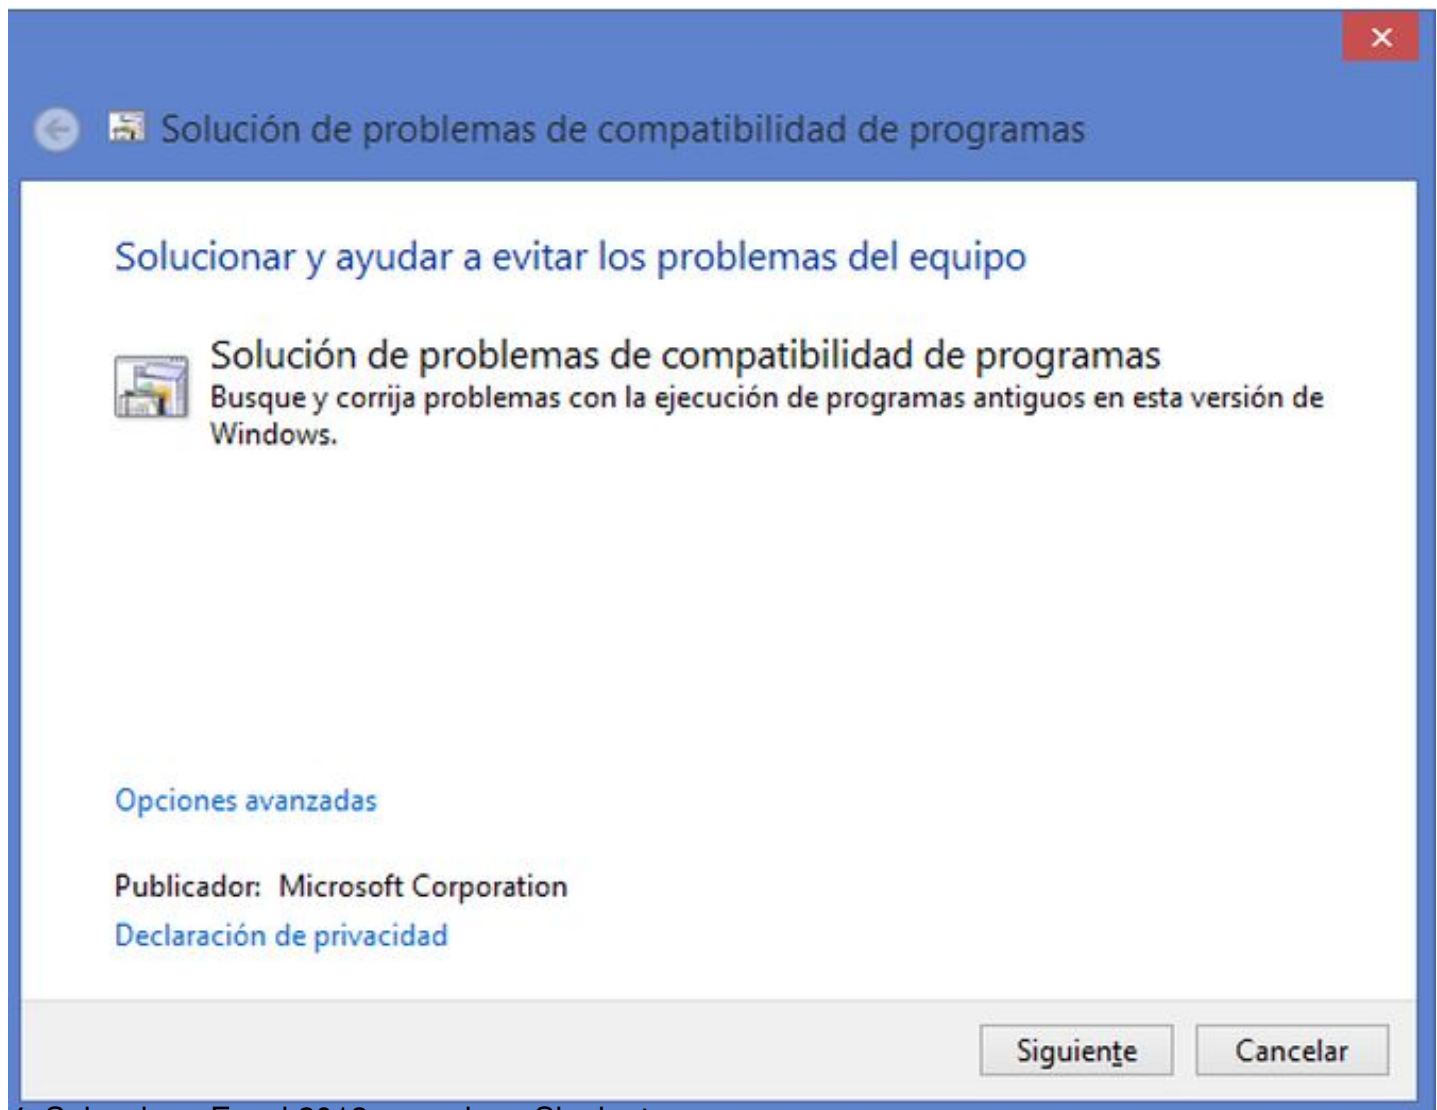 Solución de problemas de compatibilidad de programas
Solucionar y ayudar a evitar los problemas del equipo
Solución de problemas de compatibilidad de programas
Busque y corrija problemas con la ejecución de programas antiguos en esta versión de
Windows.
Opciones avanzadas
Publicador: Microsoft Corporation
Declaración de privacidad
Siguiente
Cancelar